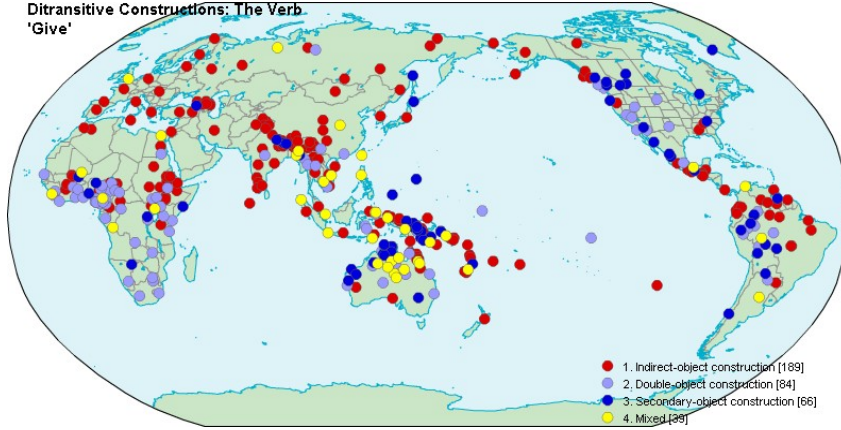 Ditransitive Constructions: The Verb
'Give'
1. Indirect-object construction [189]
2. Double-object construction [84]
3. Secondary-object construction [66]
4. Mixed [39]